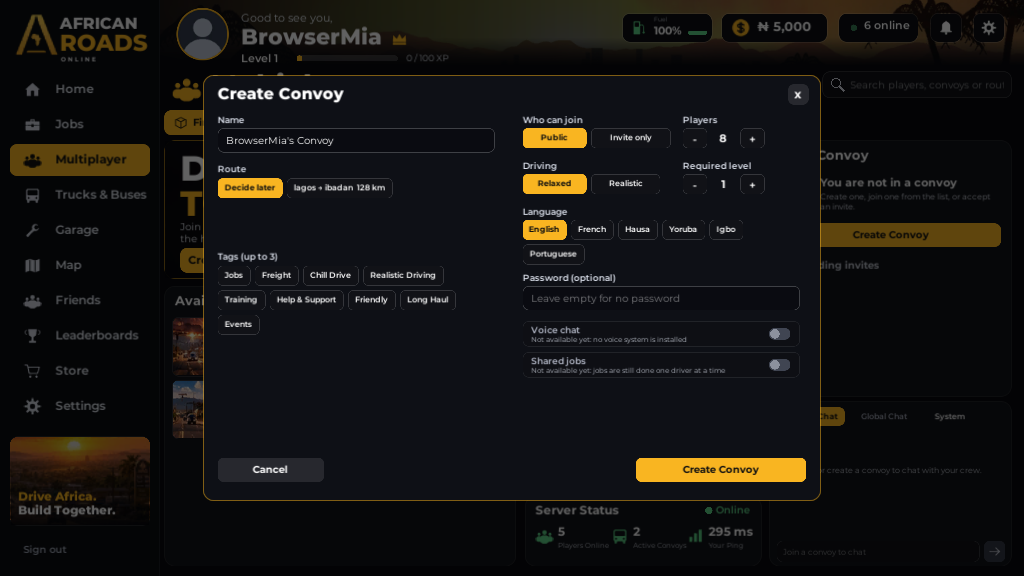 AFRICAN
ROADS
ONLINE
Good to see you,
BrowserMia
Level 1
0 / 100 XP
Fuel
100%
₦ 5,000
6 online
Home
Jobs
Multiplayer
Trucks & Buses
Garage
Map
Friends
Leaderboards
Store
Settings
Drive Africa.
Build Together.
Sign out
Search players, convoys or rout
Create Convoy
X
Name
BrowserMia's Convoy
Route
Decide later
lagos → ibadan 128 km
Tags (up to 3)
Jobs
Freight
Chill Drive
Realistic Driving
Training
Help & Support
Friendly
Long Haul
Events
Who can join
Public
Invite only
Players
- 8 +
Driving
Relaxed
Realistic
Required level
- 1 +
Language
English
French
Hausa
Yoruba
Igbo
Portuguese
Password (optional)
Leave empty for no password
Voice chat
Not available yet: no voice system is installed
Shared jobs
Not available yet: jobs are still done one driver at a time
Cancel
Create Convoy
Convoy
You are not in a convoy
Create one, join one from the list, or accept
an invite.
Create Convoy
ding invites
Chat
Global Chat
System
or create a convoy to chat with your crew.
Join a convoy to chat
Fi
D
T
Join
the h
Cr
Avai
Server Status
Online
5
Players Online
2
Active Convoys
295 ms
Your Ping